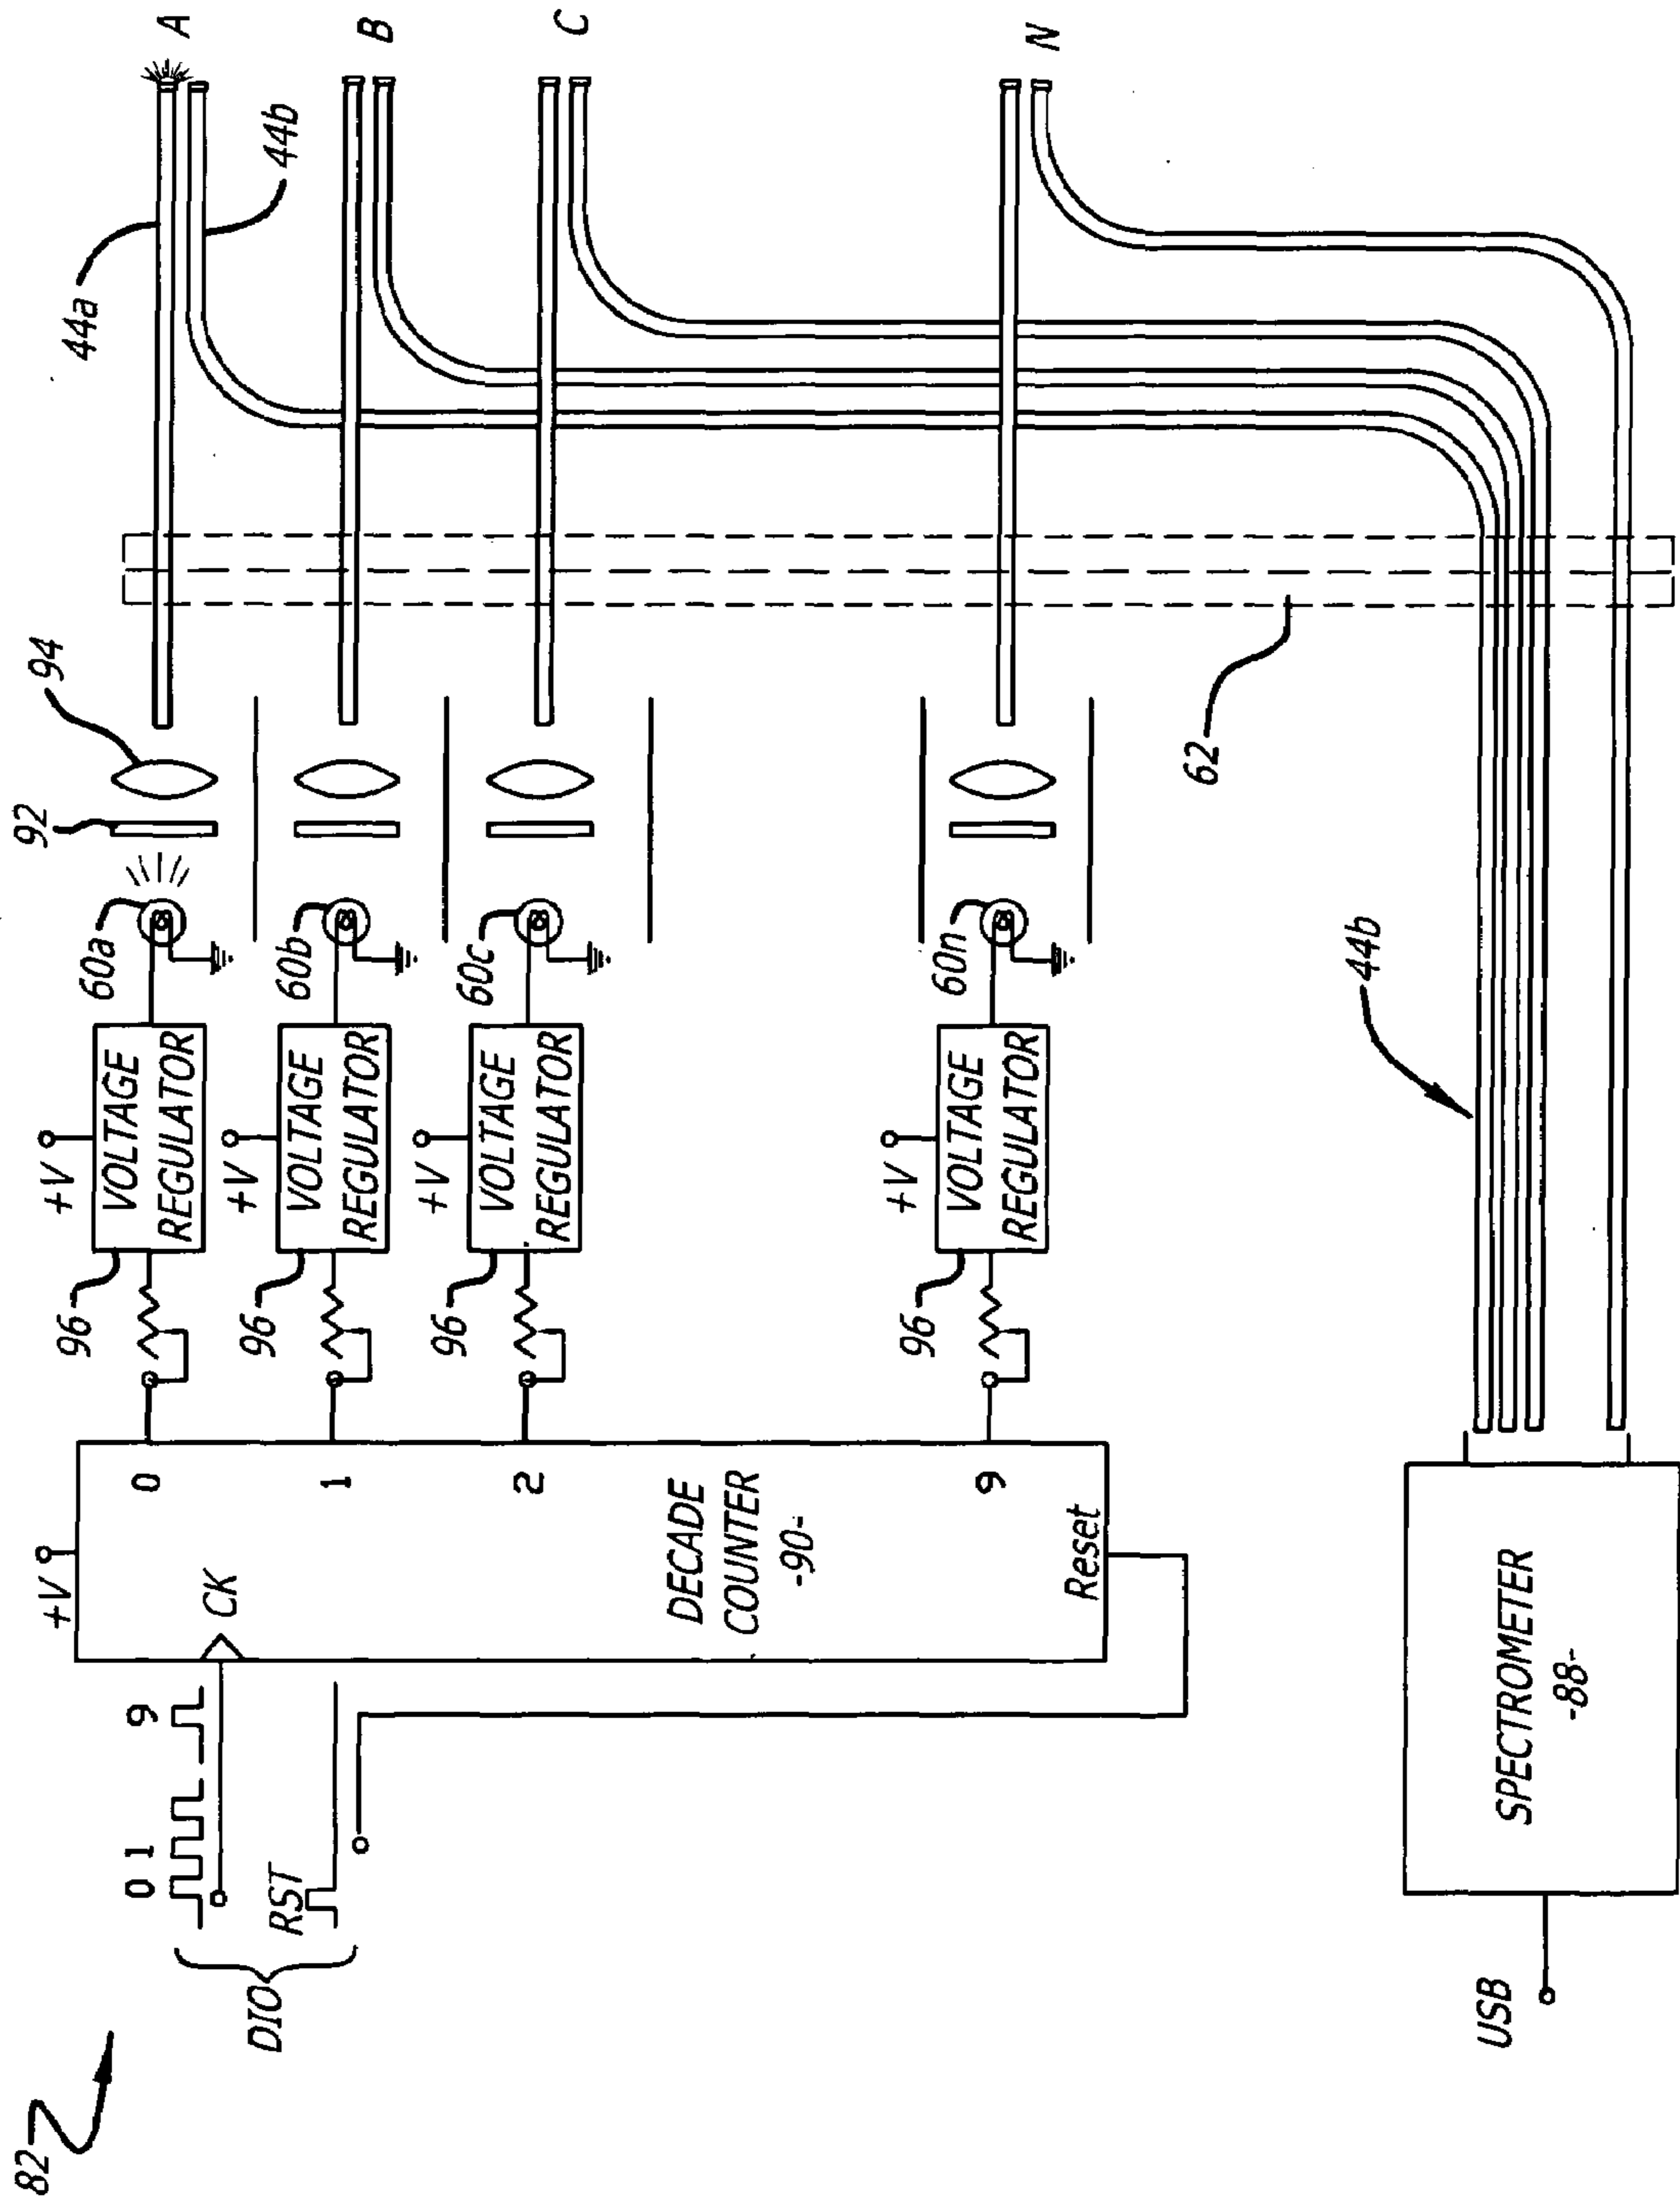 82
DIO
0 1 9
RST
+V
CK
0
1
2
9
DECADE
COUNTER
-90-
Reset
96
+V
VOLTAGE
REGULATOR
60a
92
94
44a
44b
A
96
+V
VOLTAGE
REGULATOR
60b
B
96
+V
VOLTAGE
REGULATOR
60c
C
96
+V
VOLTAGE
REGULATOR
60n
N
62
44b
USB
SPECTROMETER
-88-